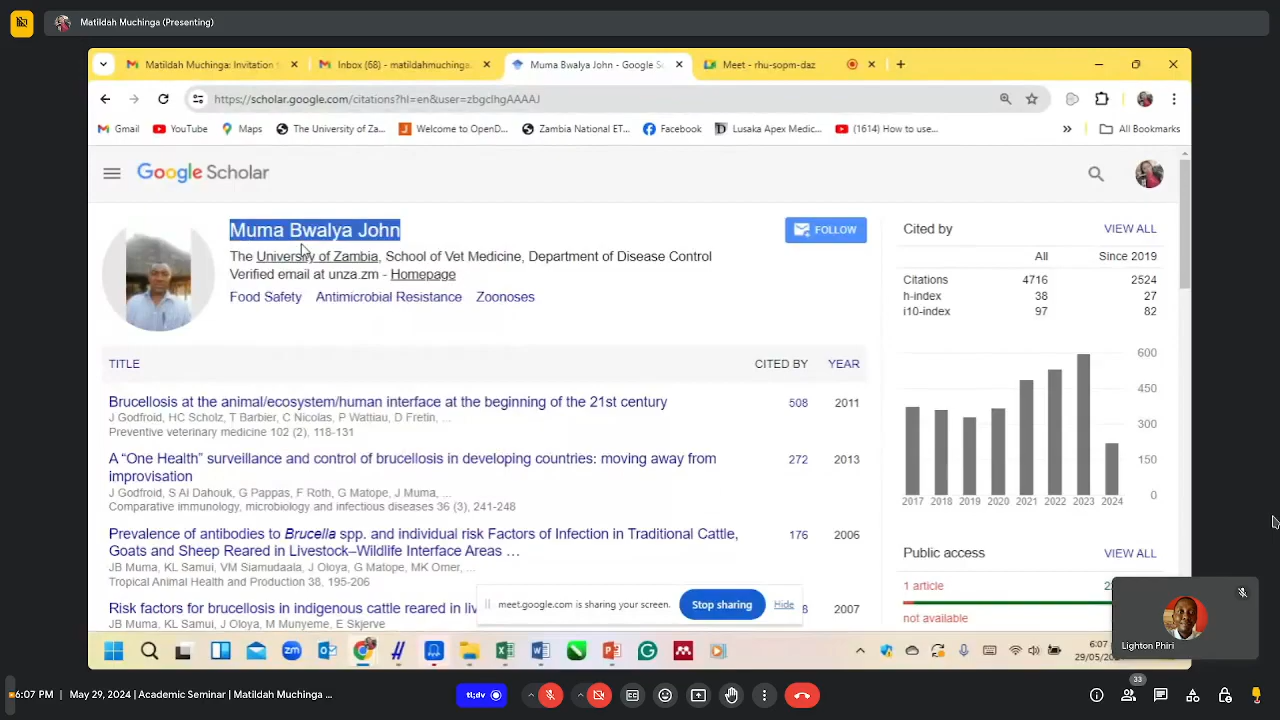 Matildah Muchinga (Presenting)
Matildah Muchinga: Invitation
Inbox (68) - matildahmuchinga.
Muma Bwalya John - Google Sc
Meet - rhu-sopm-daz
https://scholar.google.com/citations?hl=en&user=zbgclhgAAAAJ
Gmail
YouTube
Maps
The University of Za...
Welcome to OpenD...
Zambia National ET...
Facebook
Lusaka Apex Medic...
(1614) How to use...
All Bookmarks
Google Scholar
Muma Bwalya John
FOLLOW
The University of Zambia, School of Vet Medicine, Department of Disease Control
Verified email at unza.zm - Homepage
Food Safety Antimicrobial Resistance Zoonoses
Cited by VIEW ALL
All Since 2019
Citations 4716 2524
h-index 38 27
i10-index 97 82
600
450
300
150
0
2017 2018 2019 2020 2021 2022 2023 2024
Public access VIEW ALL
1 article
not available
TITLE CITED BY YEAR
Brucellosis at the animal/ecosystem/human interface at the beginning of the 21st century 508 2011
J Godfroid, HC Scholz, T Barbier, C Nicolas, P Wattiau, D Fretin, ...
Preventive veterinary medicine 102 (2), 118-131
A “One Health” surveillance and control of brucellosis in developing countries: moving away from 272 2013
improvisation
J Godfroid, S Al Dahouk, G Pappas, F Roth, G Matope, J Muma, ...
Comparative immunology, microbiology and infectious diseases 36 (3), 241-248
Prevalence of antibodies to Brucella spp. and individual risk Factors of Infection in Traditional Cattle, 176 2006
Goats and Sheep Reared in Livestock–Wildlife Interface Areas ...
JB Muma, KL Samui, VM Siamudaala, J Oloya, G Matope, MK Omer, ...
Tropical Animal Health and Production 38, 195-206
Risk factors for brucellosis in indigenous cattle reared in 2007
JB Muma, KL Samui, J Oloya, M Munyeme, E Skjerve
meet.google.com is sharing your screen. Stop sharing Hide
Lighton Phiri
6:07
29/05
6:07 PM | May 29, 2024 | Academic Seminar | Matildah Muchinga ...
tl;dv
33